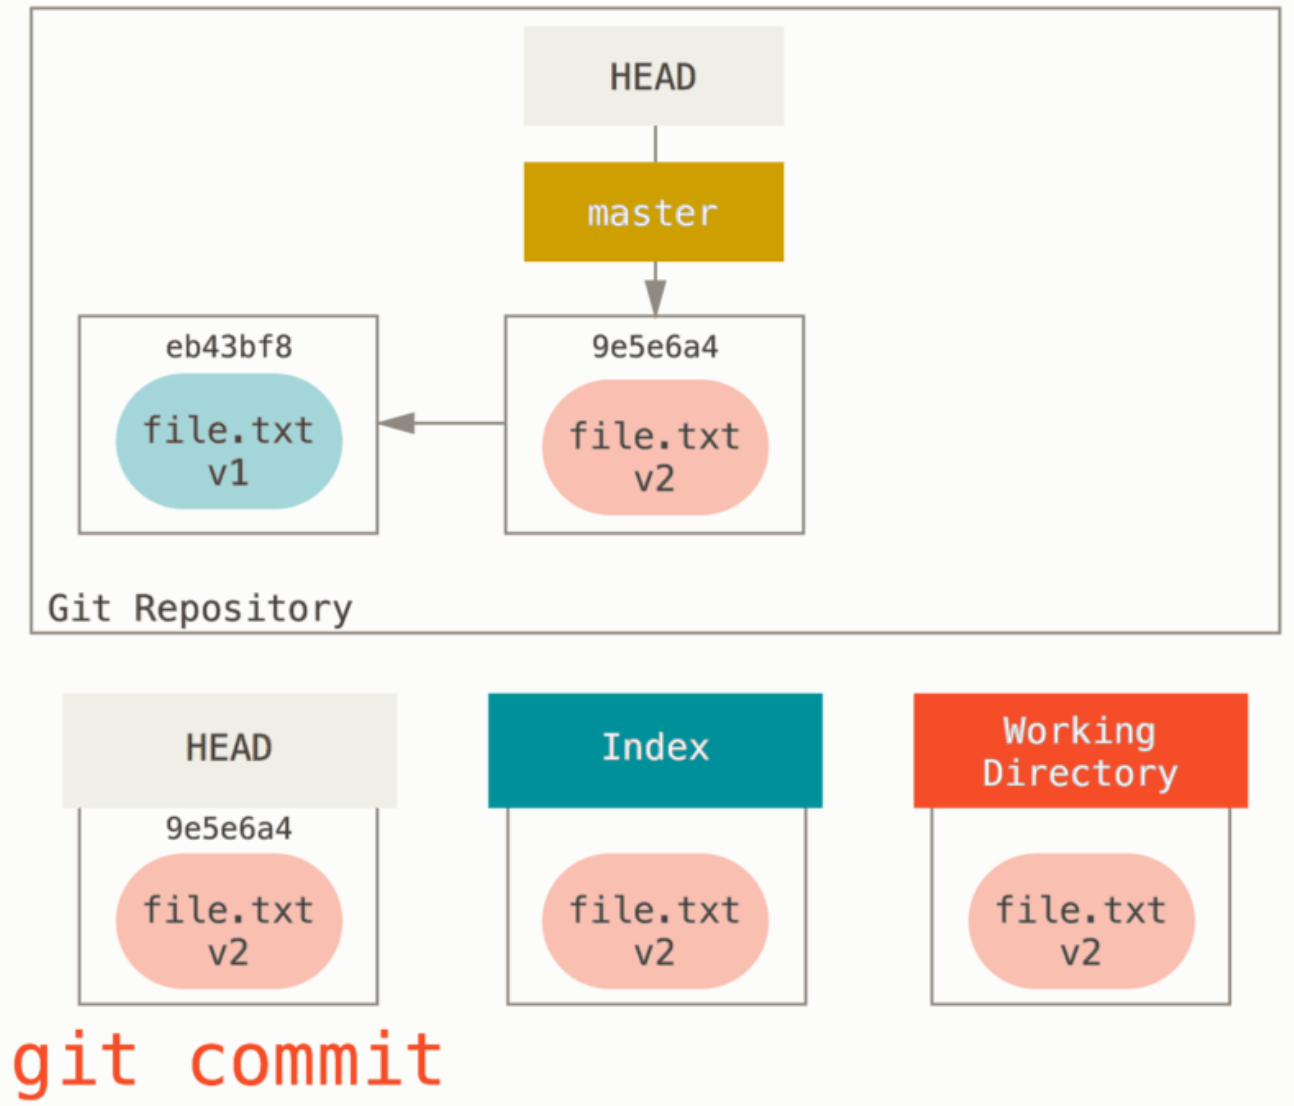 HEAD
master
eb43bf8
file.txt
v1
9e5e6a4
file.txt
v2
Git Repository
HEAD
9e5e6a4
file.txt
v2
Index
file.txt
v2
Working
Directory
file.txt
v2
git commit